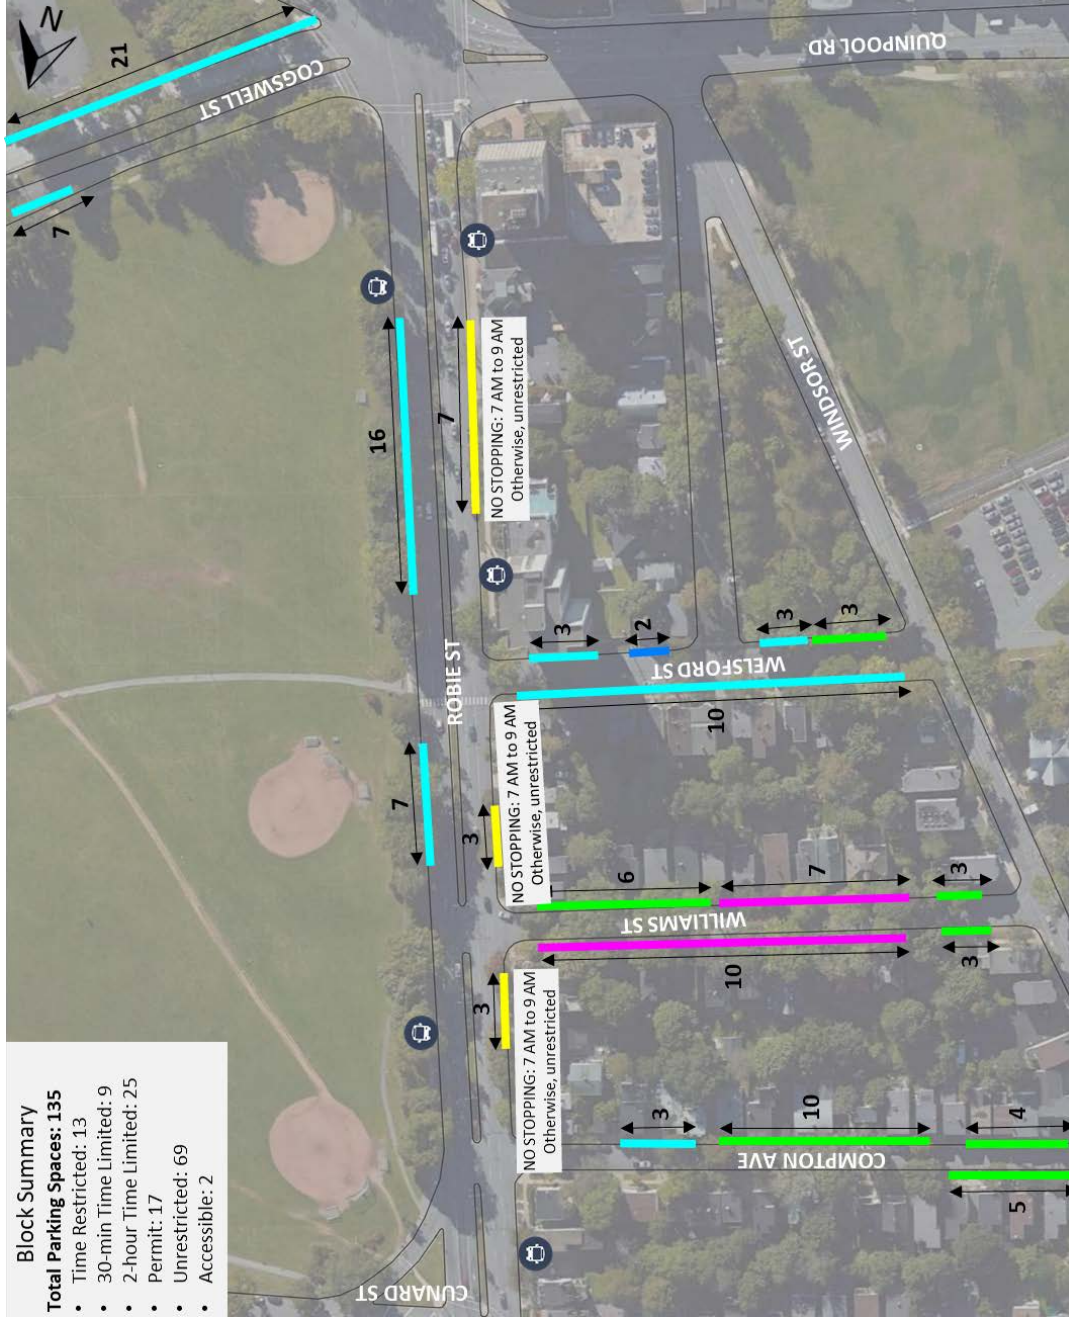 Block Summary
Total Parking Spaces: 135
• Time Restricted: 13
• 30-min Time Limited: 9
• 2-hour Time Limited: 25
• Permit: 17
• Unrestricted: 69
• Accessible: 2
N
21
COGSWELL ST
7
QUINPOOL RD
16
7
NO STOPPING: 7 AM to 9 AM
Otherwise, unrestricted
WINDSOR ST
ROBIE ST
3
2
3
3
WELSFORD ST
10
7
3
NO STOPPING: 7 AM to 9 AM
Otherwise, unrestricted
6
7
3
WILLIAMS ST
10
3
3
NO STOPPING: 7 AM to 9 AM
Otherwise, unrestricted
3
10
4
COMPTON AVE
5
CUNARD ST